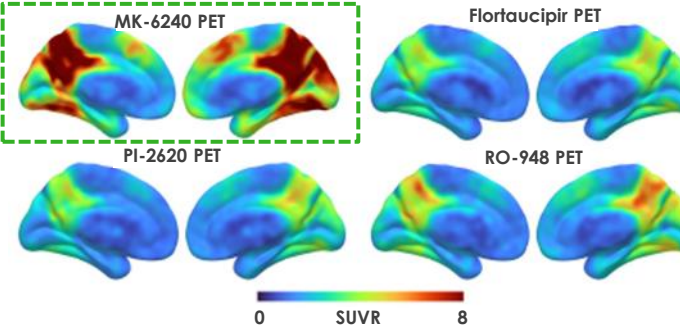 MK-6240 PET
Flortaucipir PET
PI-2620 PET
RO-948 PET
0 SUVR 8